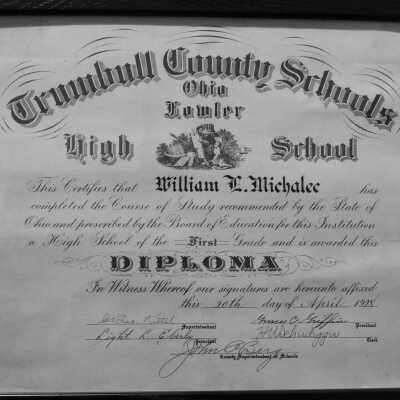 Trumbull County Schools
Ohio
Lowler
High School
This Certifies that William L. Michalec has
completed the Course of Study recommended by the State of
Ohio and prescribed by the Board of Education for this Institution
a High School of the First Grade and is awarded this
DIPLOMA
In Witness Whereof our signatures are hereunto affixed
this 20th day of April 1928
Superintendent President
Principal Clerk
John
County Superintendent of Schools